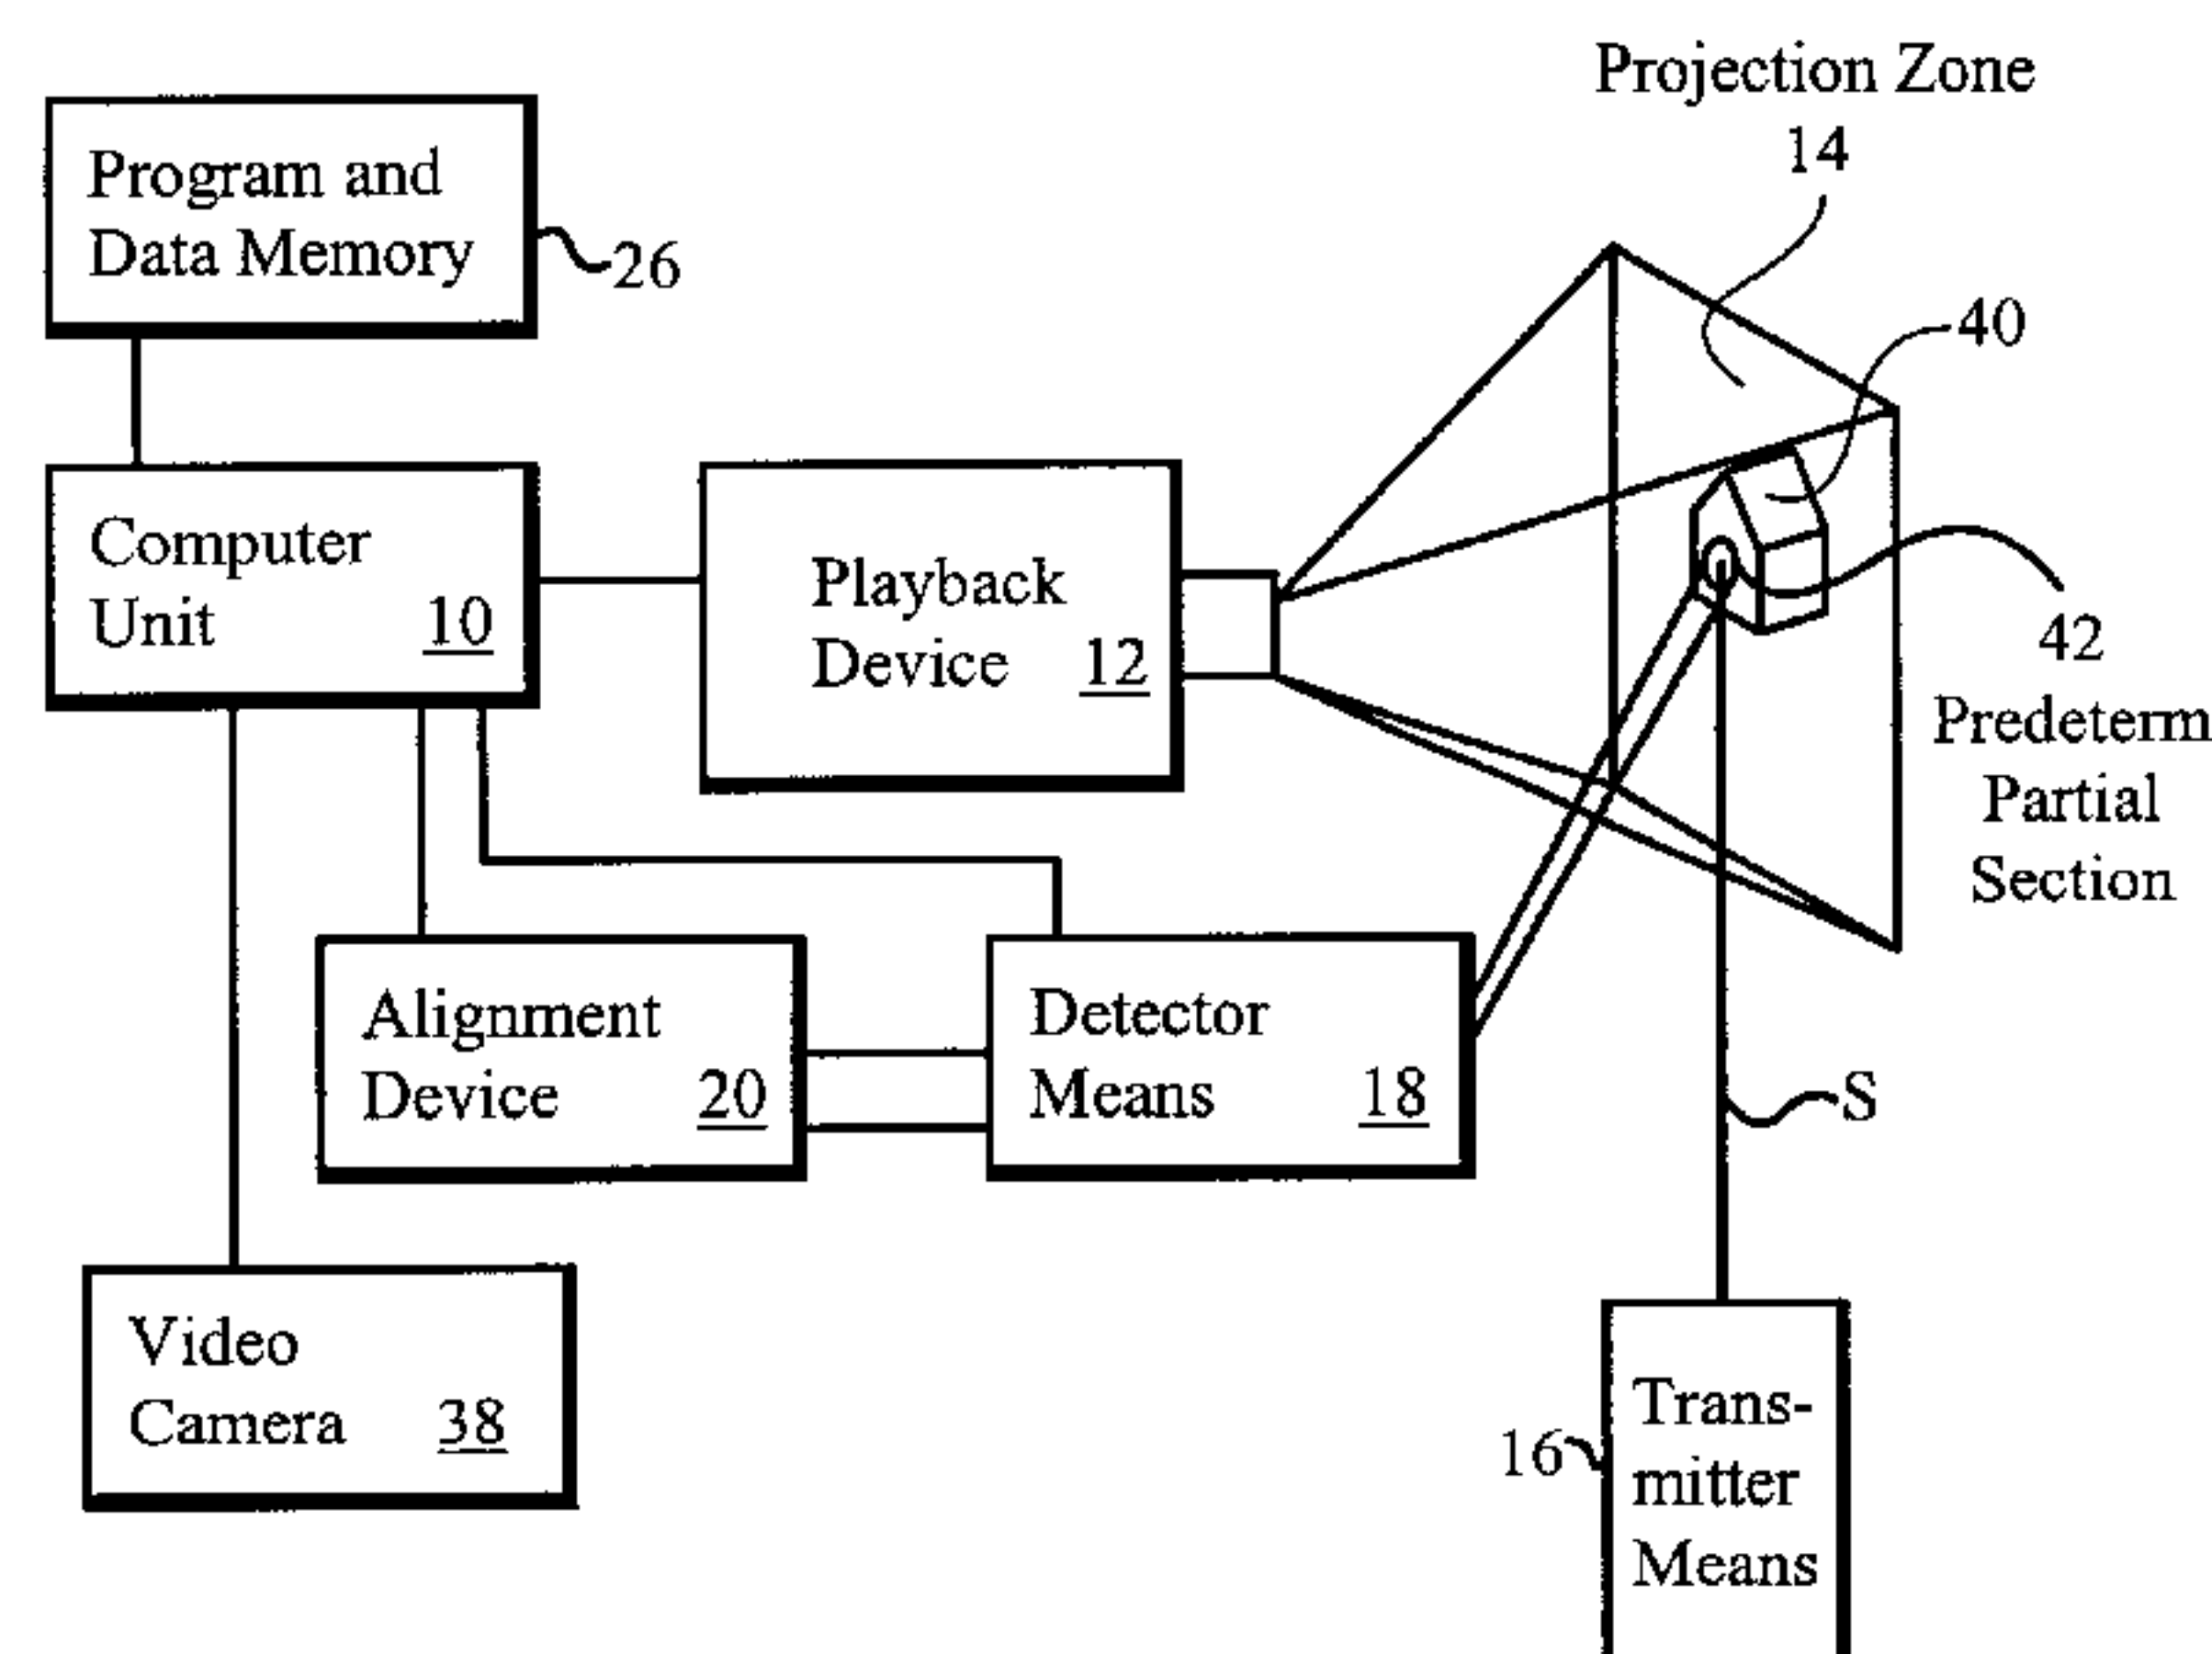 Projection Zone
14
Program and
Data Memory
26
40
Computer
Unit 10
Playback
Device 12
42
Predeterm
Partial
Section
Alignment
Device 20
Detector
Means 18
S
Video
Camera 38
16
Trans-
mitter
Means